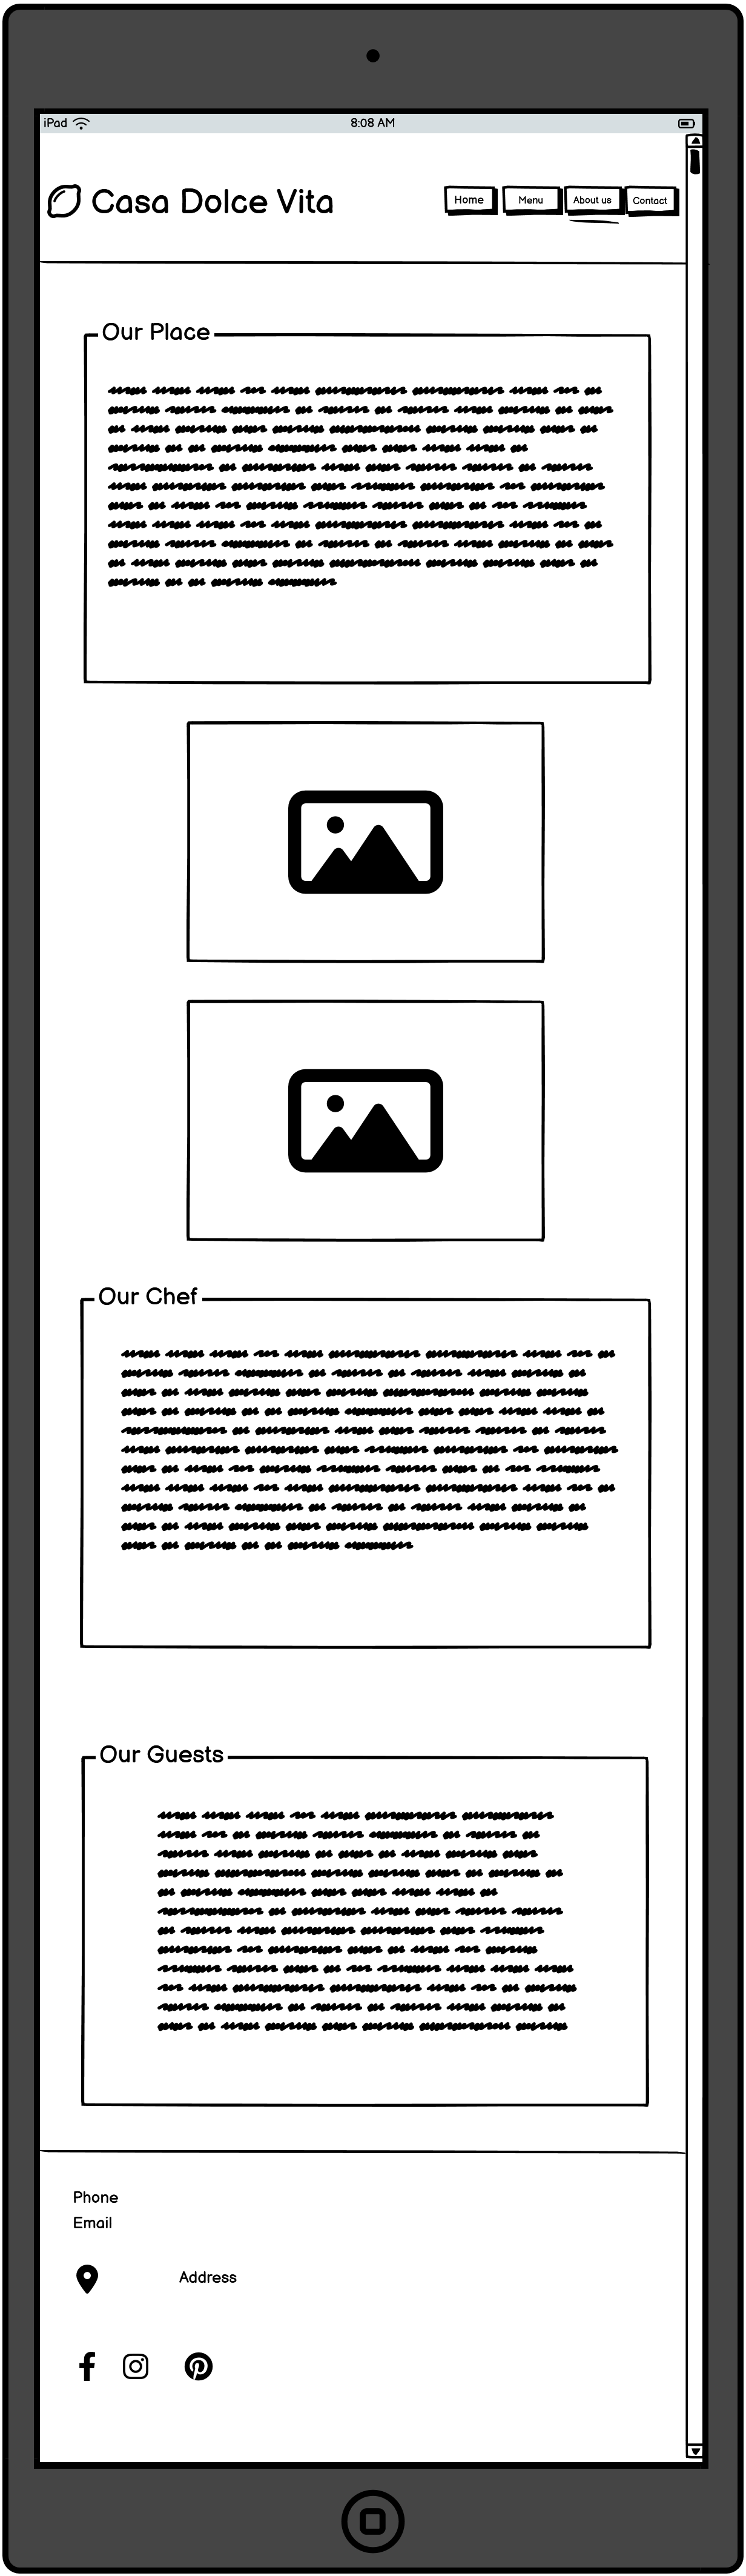 iPad 8:08 AM
Casa Dolce Vita
Home Menu About us Contact
Our Place
Our Chef
Our Guests
Phone
Email
Address